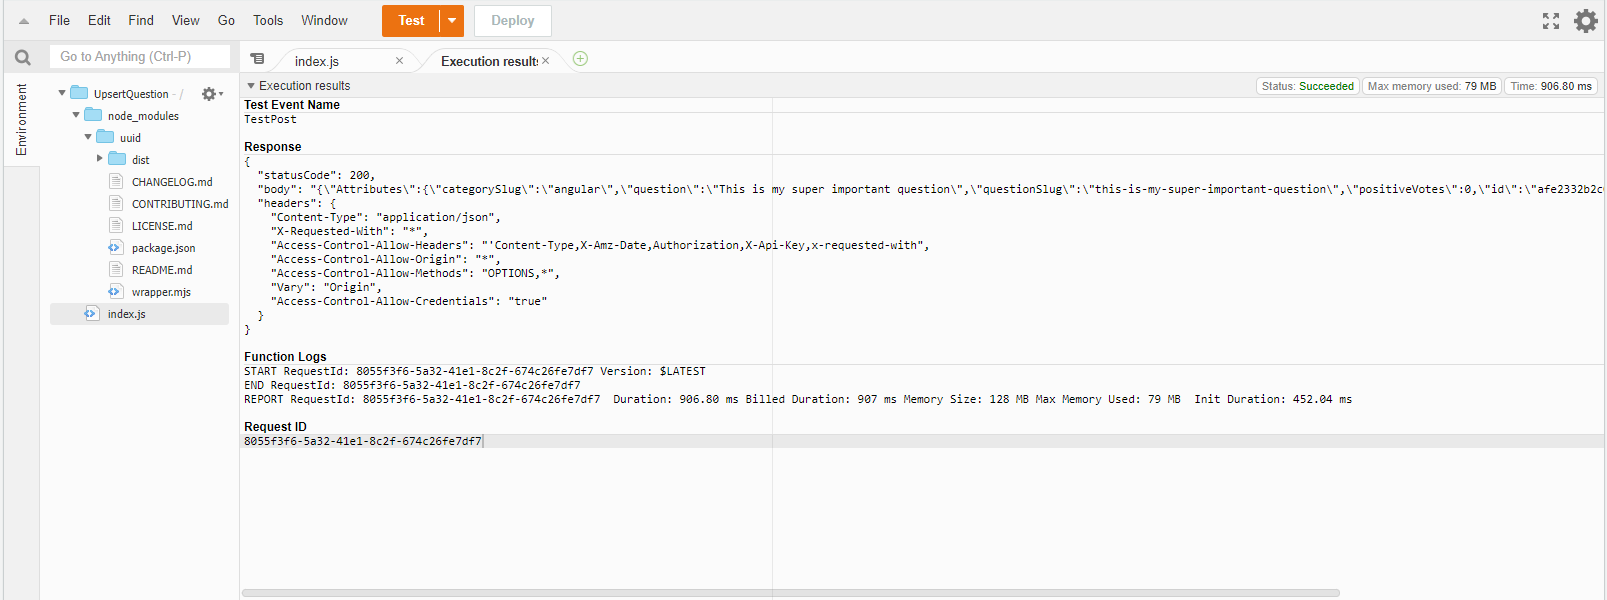 File Edit Find View Go Tools Window Test Deploy
Go to Anything (Ctrl-P)
index.js
Execution results
Environment
UpsertQuestion - /
node_modules
uuid
dist
CHANGELOG.md
CONTRIBUTING.md
LICENSE.md
package.json
README.md
wrapper.mjs
index.js
Execution results
Status: Succeeded
Max memory used: 79 MB
Time: 906.80 ms
Test Event Name
TestPost
Response
{
"statusCode": 200,
"body": "{\"Attributes\":{\"categorySlug\":\"angular\",\"question\":\"This is my super important question\",\"questionSlug\":\"this-is-my-super-important-question\",\"positiveVotes\":0,\"id\":\"afe2332b2c
"headers": {
"Content-Type": "application/json",
"X-Requested-With": "*",
"Access-Control-Allow-Headers": "'Content-Type,X-Amz-Date,Authorization,X-Api-Key,x-requested-with",
"Access-Control-Allow-Origin": "*",
"Access-Control-Allow-Methods": "OPTIONS,*",
"Vary": "Origin",
"Access-Control-Allow-Credentials": "true"
}
}
Function Logs
START RequestId: 8055f3f6-5a32-41e1-8c2f-674c26fe7df7 Version: $LATEST
END RequestId: 8055f3f6-5a32-41e1-8c2f-674c26fe7df7
REPORT RequestId: 8055f3f6-5a32-41e1-8c2f-674c26fe7df7 Duration: 906.80 ms Billed Duration: 907 ms Memory Size: 128 MB Max Memory Used: 79 MB Init Duration: 452.04 ms
Request ID
8055f3f6-5a32-41e1-8c2f-674c26fe7df7